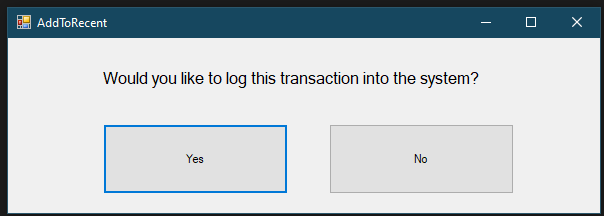 AddToRecent
Would you like to log this transaction into the system?
Yes
No